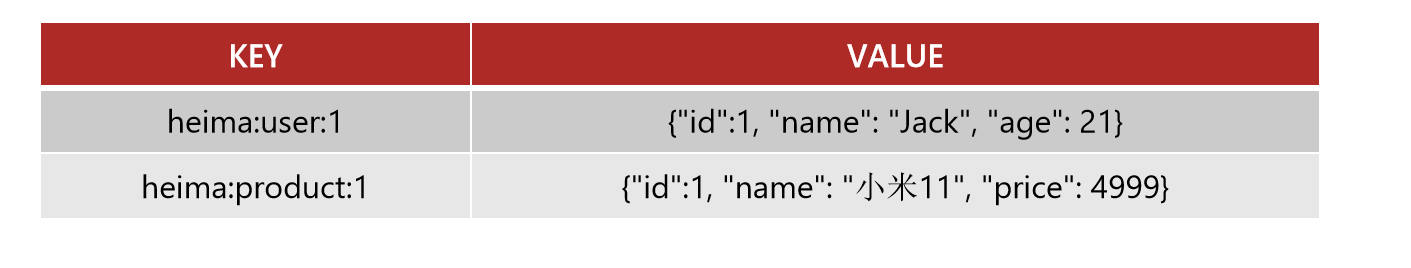 KEY VALUE
heima:user:1 {"id":1, "name": "Jack", "age": 21}
heima:product:1 {"id":1, "name": "小米11", "price": 4999}